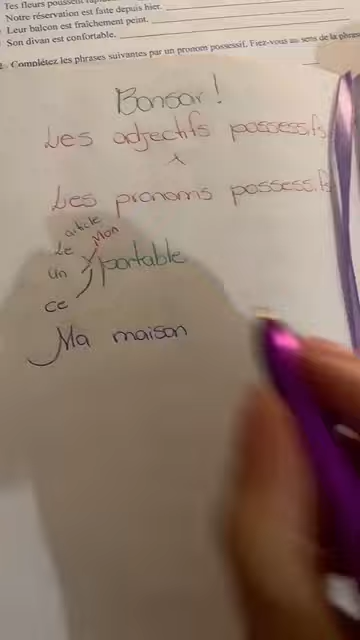 Tes fleurs poussent
Notre réservation est faite depuis hier.
Leur balcon est fraîchement peint.
Son divan est confortable.
2. Complétez les phrases suivantes par un pronom possessif. Fiez-vous au sens de la phrase
Bonsoir !
Les adjectifs possessifs
x
Les pronoms possessifs
article
Le Mon
un portable
ce
Ma maison